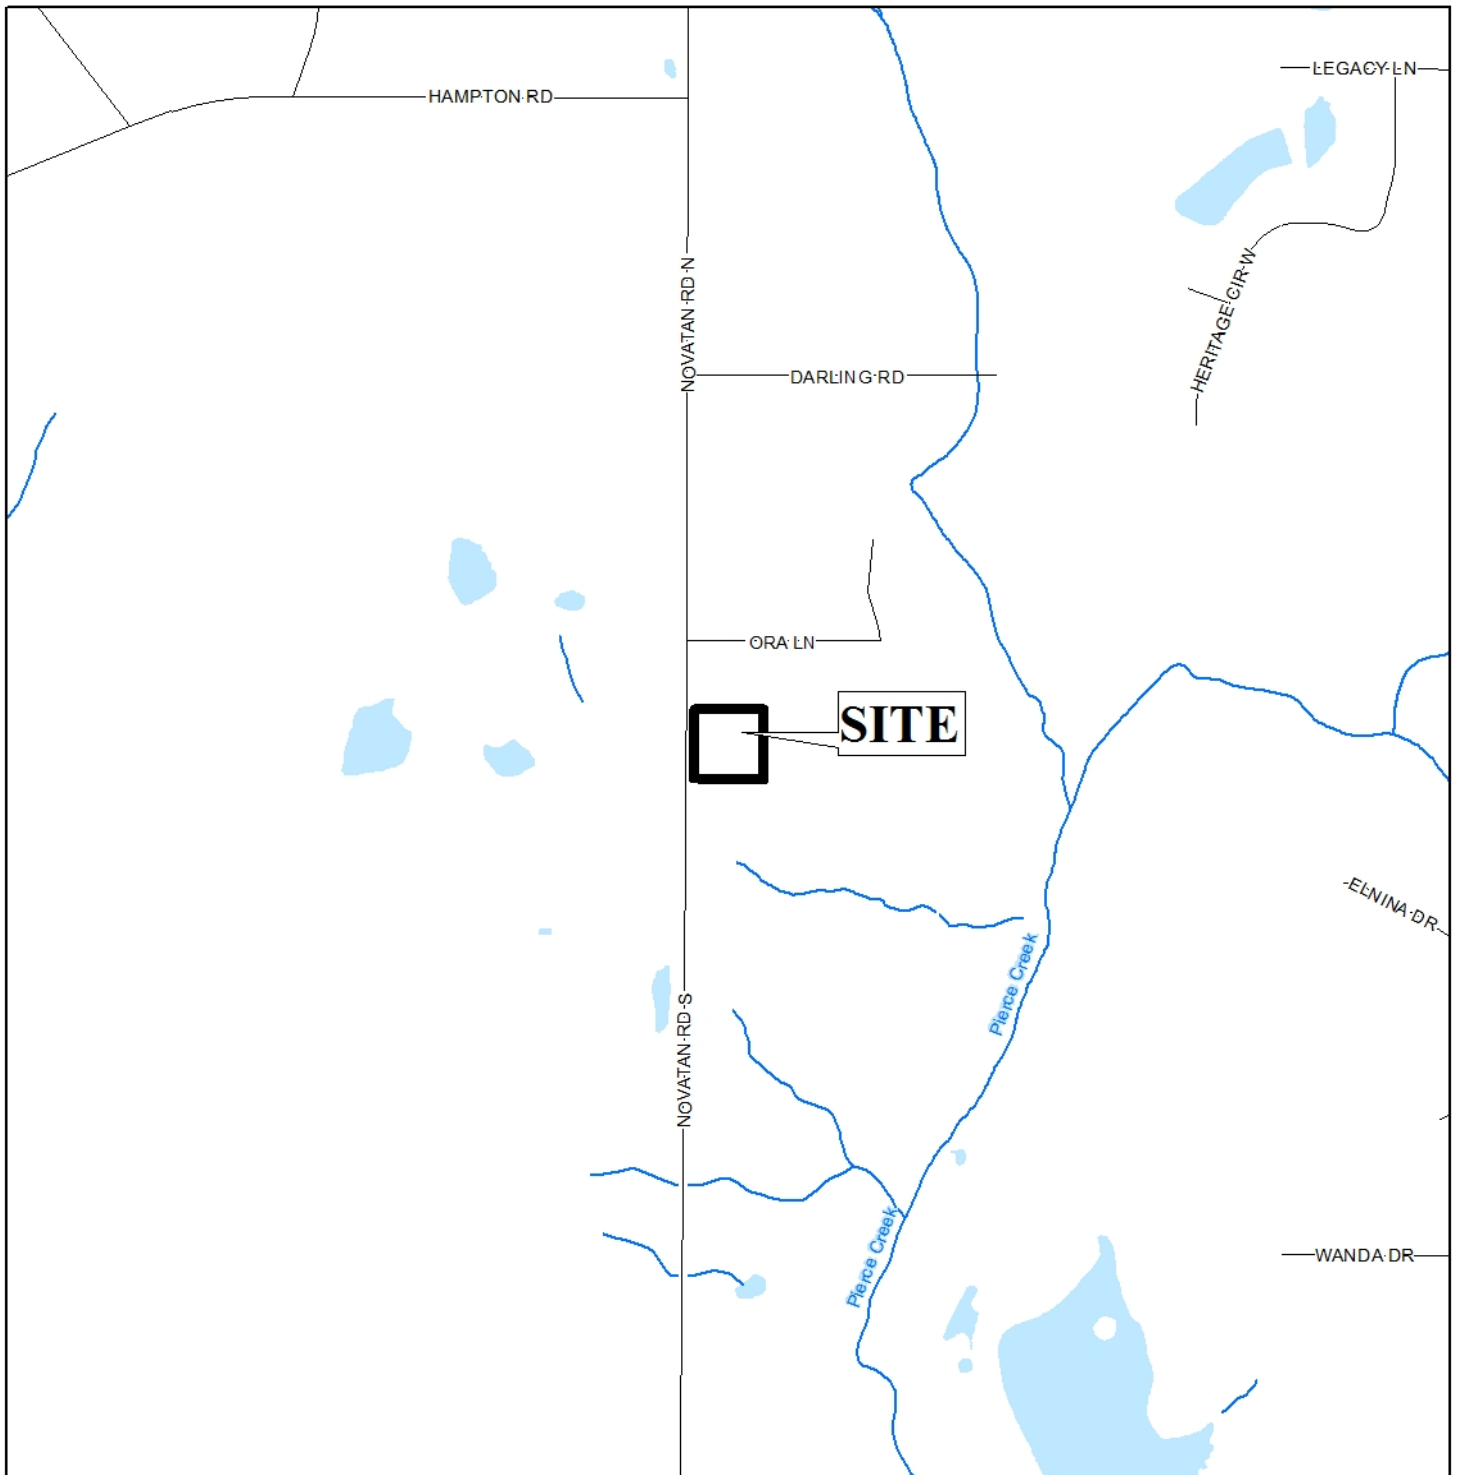 LEGACY LN
HAMPTON RD
NOVATAN RD N
HERITAGE CIR W
DARLING RD
ORA LN
SITE
ELNINA DR
Pierce Creek
NOVATAN RD S
Pierce Creek
WANDA DR